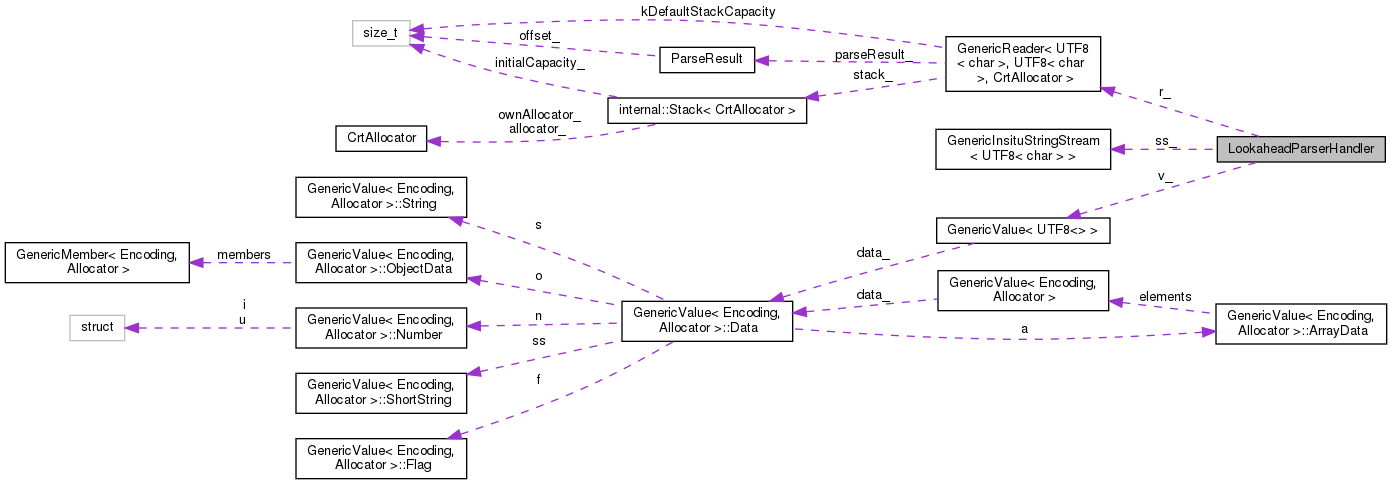 kDefaultStackCapacity
size_t
offset_
ParseResult
parseResult_
GenericReader< UTF8
< char >, UTF8< char
>, CrtAllocator >
initialCapacity_
stack_
r_
internal::Stack< CrtAllocator >
ownAllocator_
allocator_
CrtAllocator
GenericInsituStringStream
< UTF8< char > >
ss_
LookaheadParserHandler
v_
GenericValue< Encoding,
Allocator >::String
s
GenericValue< UTF8<> >
GenericMember< Encoding,
Allocator >
members
GenericValue< Encoding,
Allocator >::ObjectData
o
data_
data_
GenericValue< Encoding,
Allocator >
elements
struct
i
u
GenericValue< Encoding,
Allocator >::Number
n
GenericValue< Encoding,
Allocator >::Data
a
GenericValue< Encoding,
Allocator >::ArrayData
ss
GenericValue< Encoding,
Allocator >::ShortString
f
GenericValue< Encoding,
Allocator >::Flag